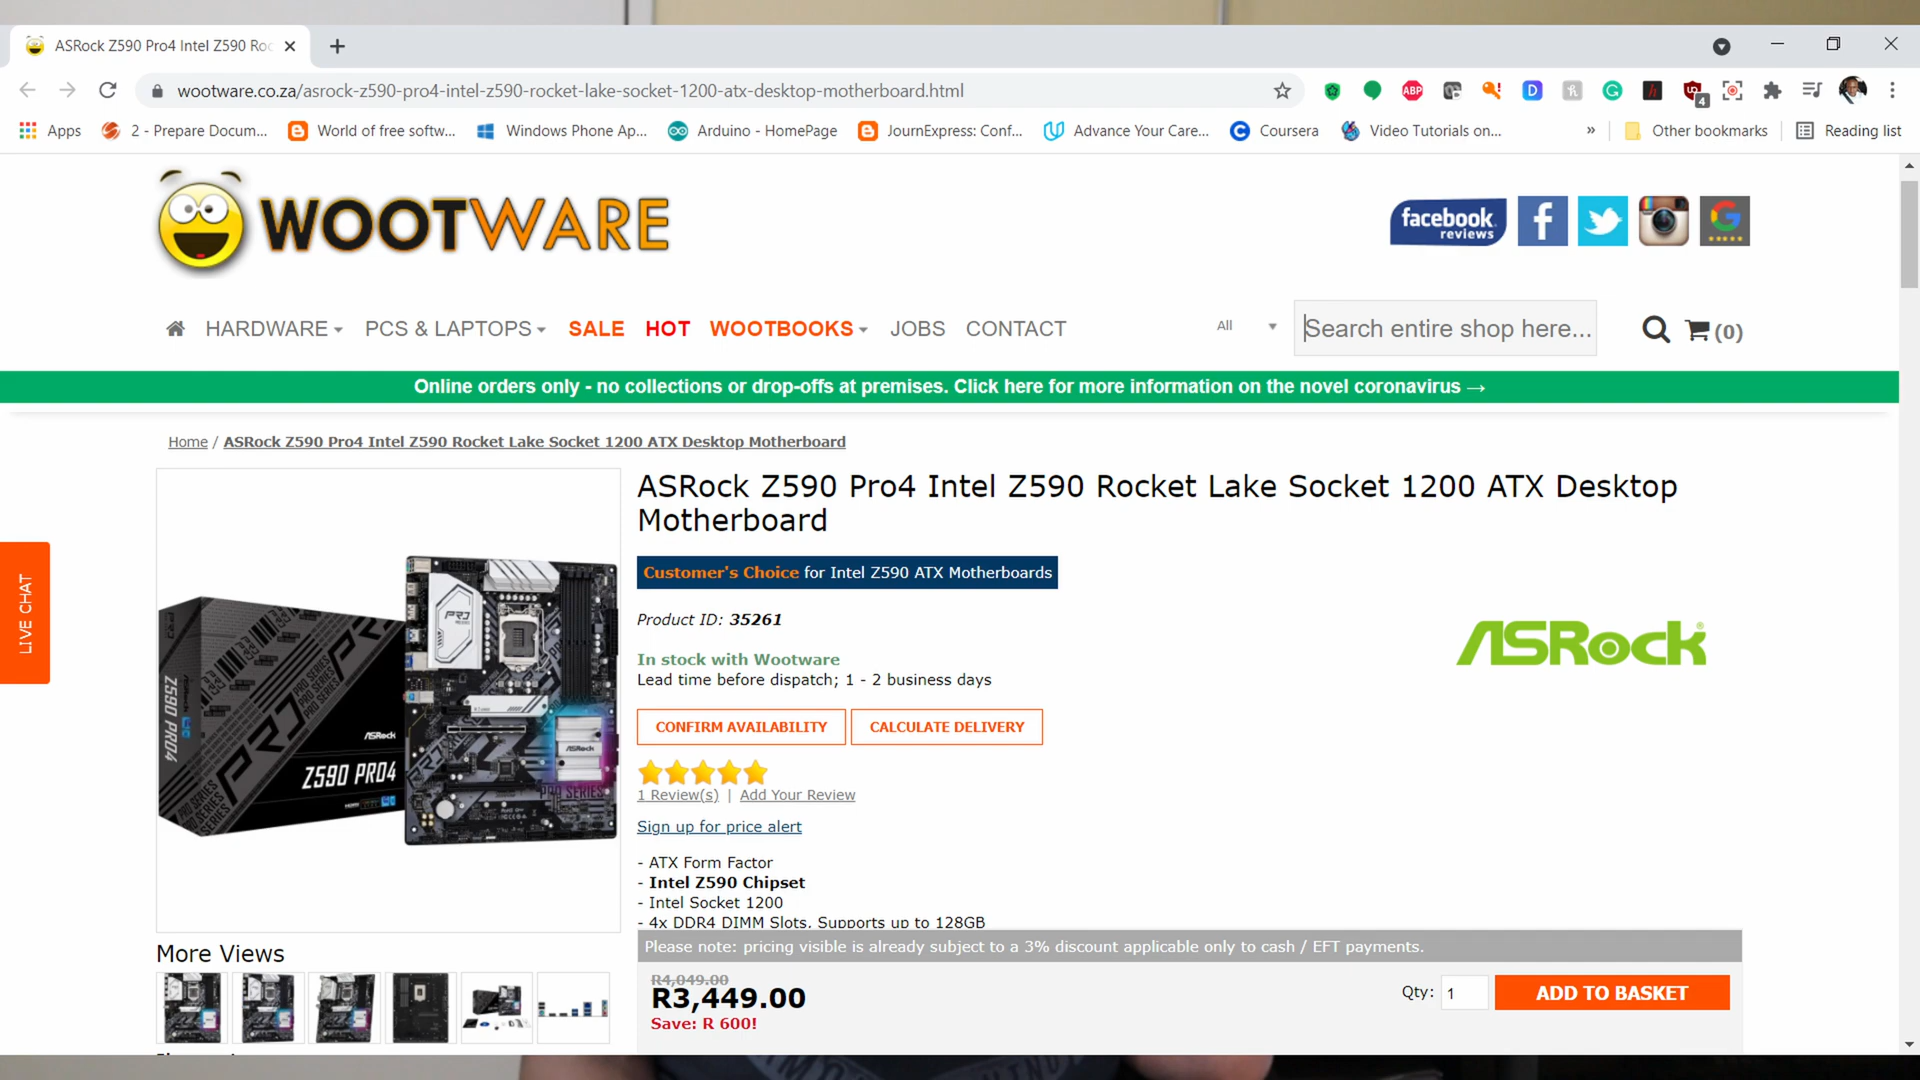 ASRock Z590 Pro4 Intel Z590 Roc
wootware.co.za/asrock-z590-pro4-intel-z590-rocket-lake-socket-1200-atx-desktop-motherboard.html
ABP
D
4
Apps
2 - Prepare Docum...
World of free softw...
Windows Phone Ap...
Arduino - HomePage
JournExpress: Conf...
Advance Your Care...
Coursera
Video Tutorials on...
»
Other bookmarks
Reading list
WOOTWARE
facebook
reviews
HARDWARE
PCS & LAPTOPS
SALE
HOT
WOOTBOOKS
JOBS
CONTACT
All
Search entire shop here...
(0)
Online orders only - no collections or drop-offs at premises. Click here for more information on the novel coronavirus →
Home / ASRock Z590 Pro4 Intel Z590 Rocket Lake Socket 1200 ATX Desktop Motherboard
ASRock Z590 Pro4 Intel Z590 Rocket Lake Socket 1200 ATX Desktop
Motherboard
Customer's Choice for Intel Z590 ATX Motherboards
Product ID: 35261
ASRock
In stock with Wootware
Lead time before dispatch; 1 - 2 business days
CONFIRM AVAILABILITY
CALCULATE DELIVERY
1 Review(s) | Add Your Review
Sign up for price alert
- ATX Form Factor
- Intel Z590 Chipset
- Intel Socket 1200
- 4x DDR4 DIMM Slots, Supports up to 128GB
LIVE CHAT
PRO
Z590 PRO4
ASRock
Z590 PRO4
ASRock
PRO SERIES
More Views
Please note: pricing visible is already subject to a 3% discount applicable only to cash / EFT payments.
R4,049.00
R3,449.00
Save: R 600!
Qty: 1
ADD TO BASKET